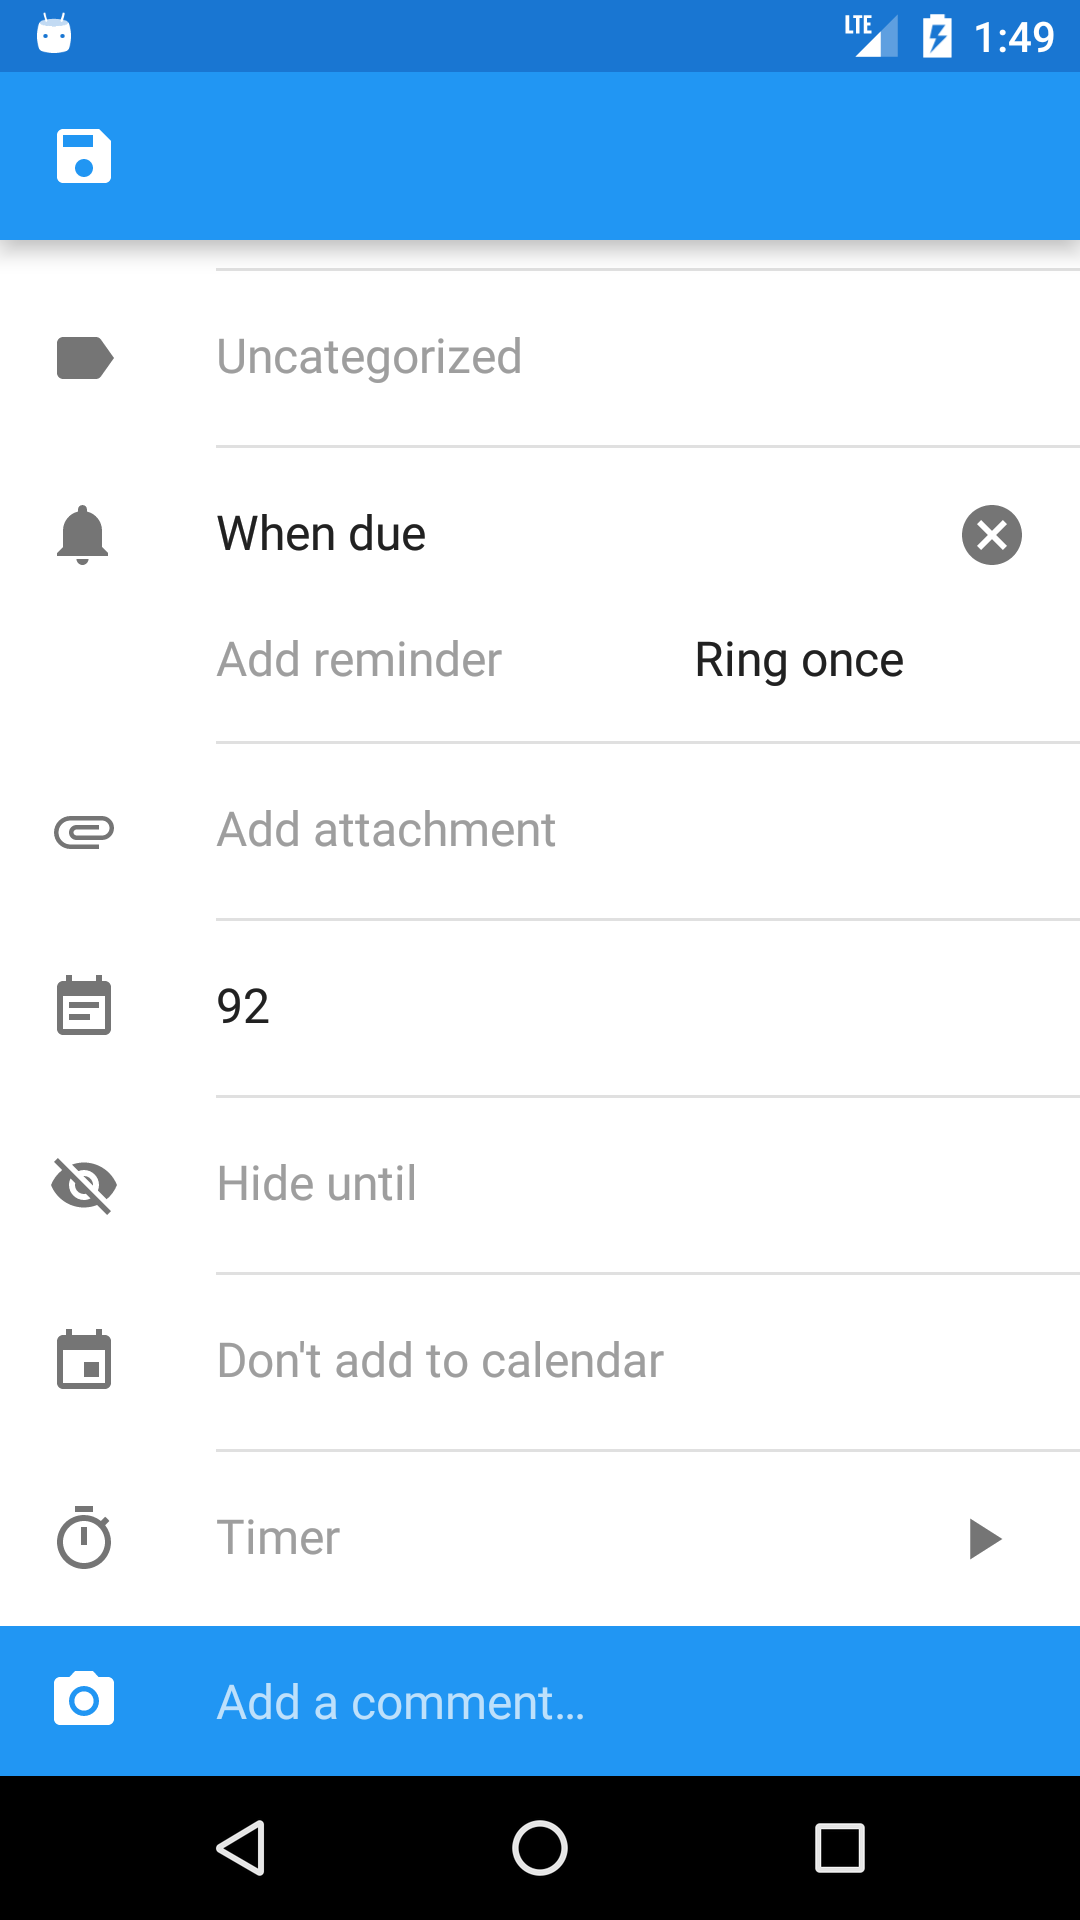 LTE 1:49
Uncategorized
When due
Add reminder Ring once
Add attachment
92
Hide until
Don't add to calendar
Timer
Add a comment...